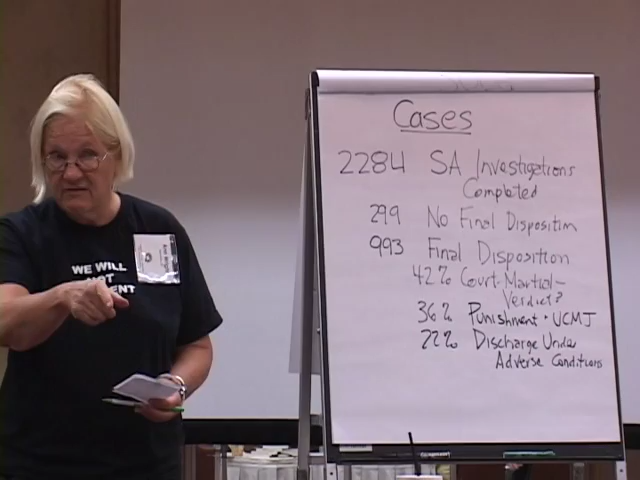 Cases
2284 SA Investigations
Completed
299 No Final Disposition
993 Final Disposition
42% Court-Martial-
Verdict?
36% Punishment · UCMJ
22% Discharge Under
Adverse Conditions
WE WILL
NOT